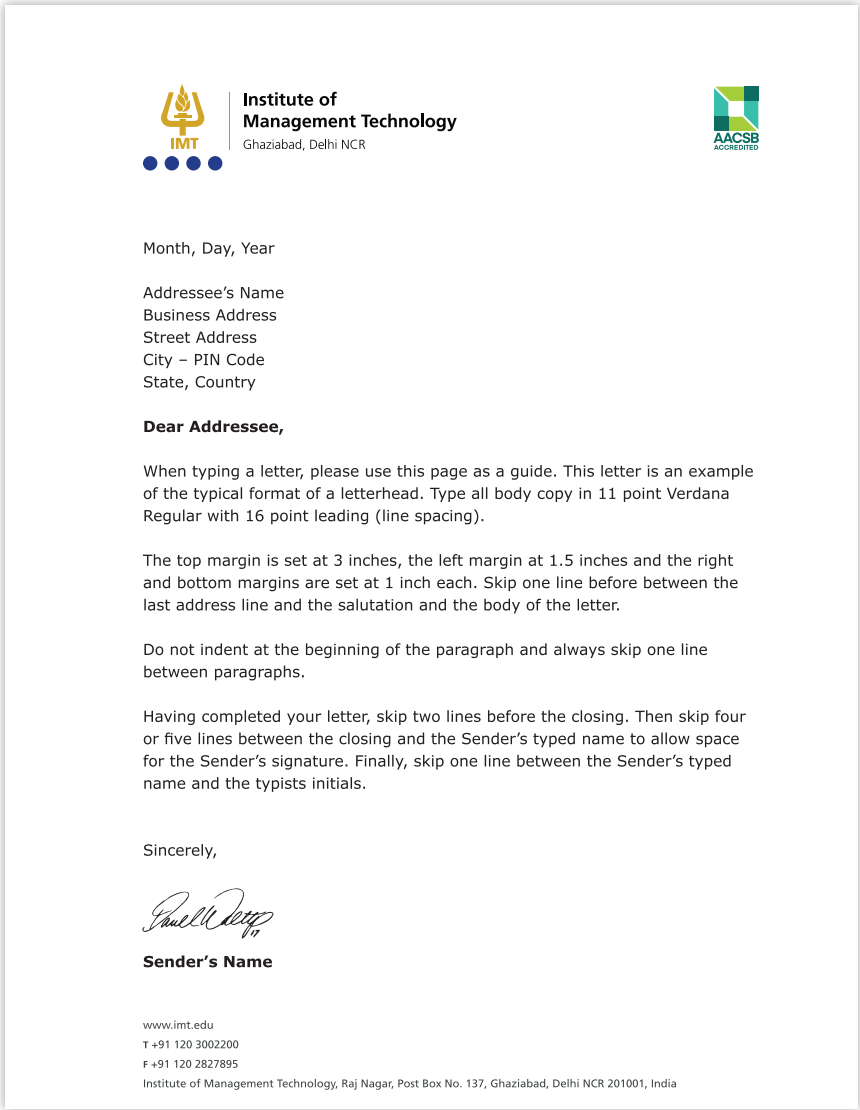 IMT
Institute of
Management Technology
Ghaziabad, Delhi NCR
AACSB
ACCREDITED
Month, Day, Year
Addressee’s Name
Business Address
Street Address
City – PIN Code
State, Country
Dear Addressee,
When typing a letter, please use this page as a guide. This letter is an example
of the typical format of a letterhead. Type all body copy in 11 point Verdana
Regular with 16 point leading (line spacing).
The top margin is set at 3 inches, the left margin at 1.5 inches and the right
and bottom margins are set at 1 inch each. Skip one line before between the
last address line and the salutation and the body of the letter.
Do not indent at the beginning of the paragraph and always skip one line
between paragraphs.
Having completed your letter, skip two lines before the closing. Then skip four
or five lines between the closing and the Sender’s typed name to allow space
for the Sender’s signature. Finally, skip one line between the Sender’s typed
name and the typists initials.
Sincerely,
Sender’s Name
www.imt.edu
T +91 120 3002200
F +91 120 2827895
Institute of Management Technology, Raj Nagar, Post Box No. 137, Ghaziabad, Delhi NCR 201001, India